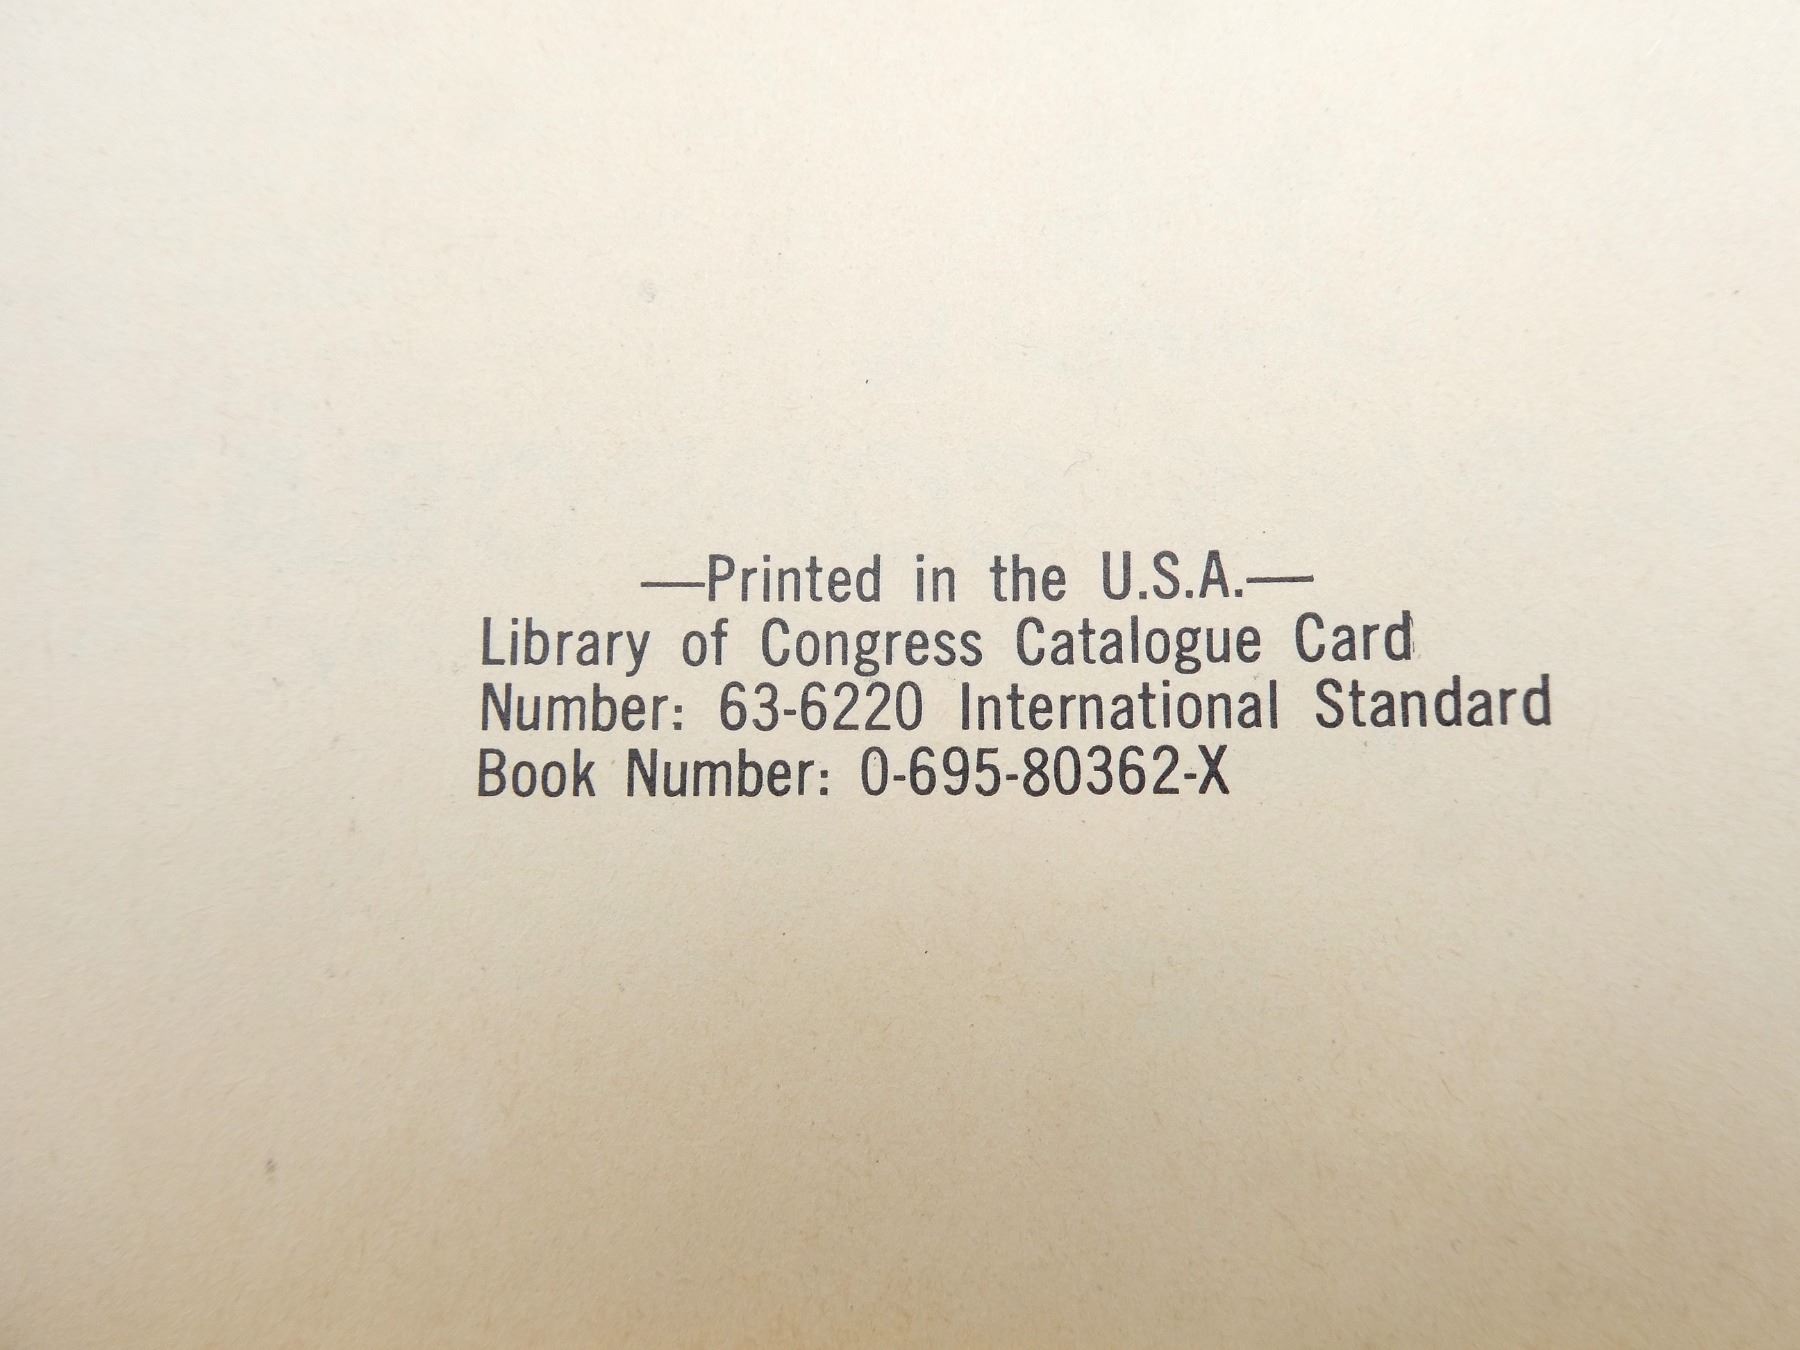 —Printed in the U.S.A.—
Library of Congress Catalogue Card
Number: 63-6220 International Standard
Book Number: 0-695-80362-X